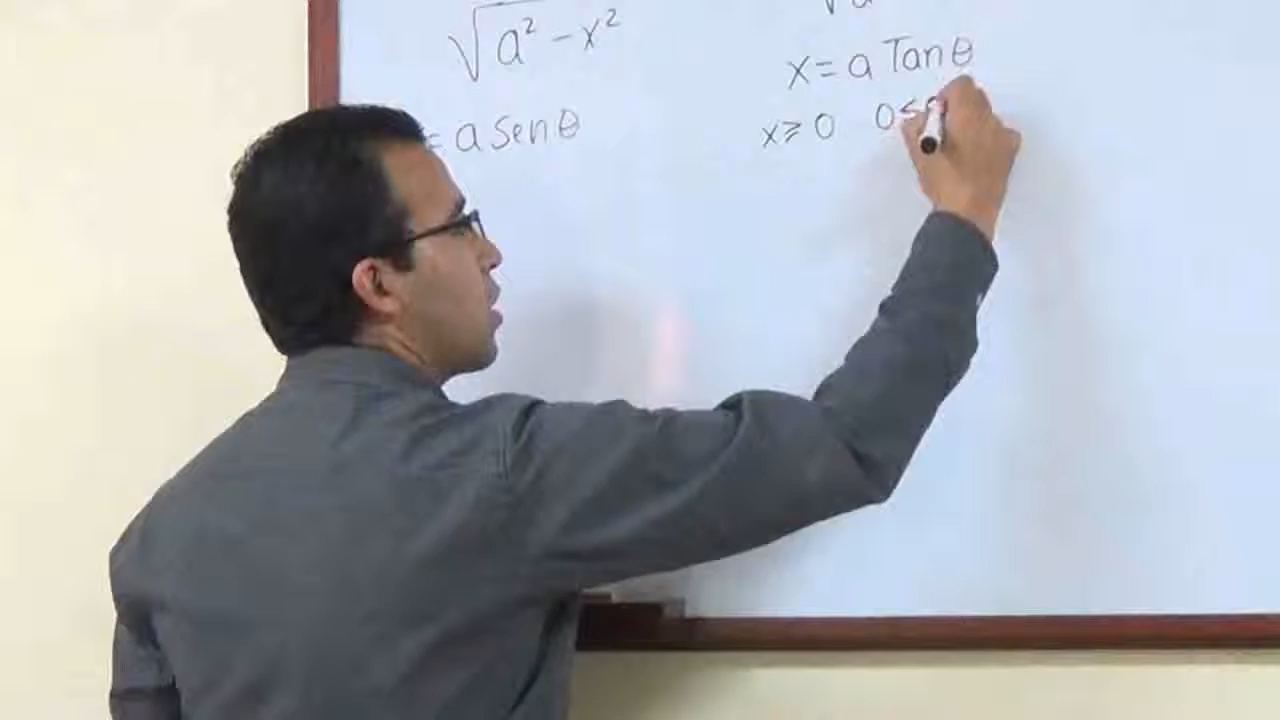 √a² - x²
= a Sen θ
√a
x = a Tan θ
x ≥ 0 0 ≤